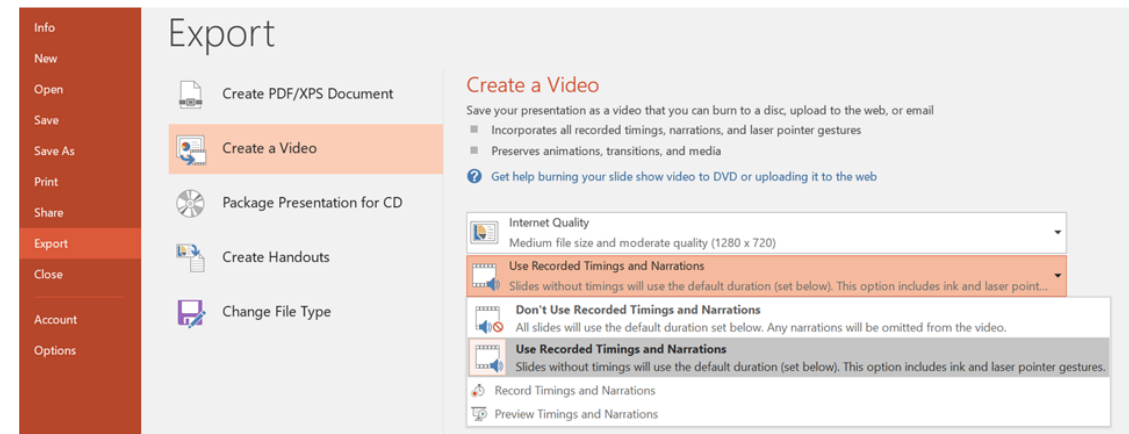 Info
New
Open
Save
Save As
Print
Share
Export
Close
Account
Options
Export
Create PDF/XPS Document
Create a Video
Package Presentation for CD
Create Handouts
Change File Type
Create a Video
Save your presentation as a video that you can burn to a disc, upload to the web, or email
Incorporates all recorded timings, narrations, and laser pointer gestures
Preserves animations, transitions, and media
Get help burning your slide show video to DVD or uploading it to the web
Internet Quality
Medium file size and moderate quality (1280 x 720)
Use Recorded Timings and Narrations
Slides without timings will use the default duration (set below). This option includes ink and laser point...
Don't Use Recorded Timings and Narrations
All slides will use the default duration set below. Any narrations will be omitted from the video.
Use Recorded Timings and Narrations
Slides without timings will use the default duration (set below). This option includes ink and laser pointer gestures.
Record Timings and Narrations
Preview Timings and Narrations